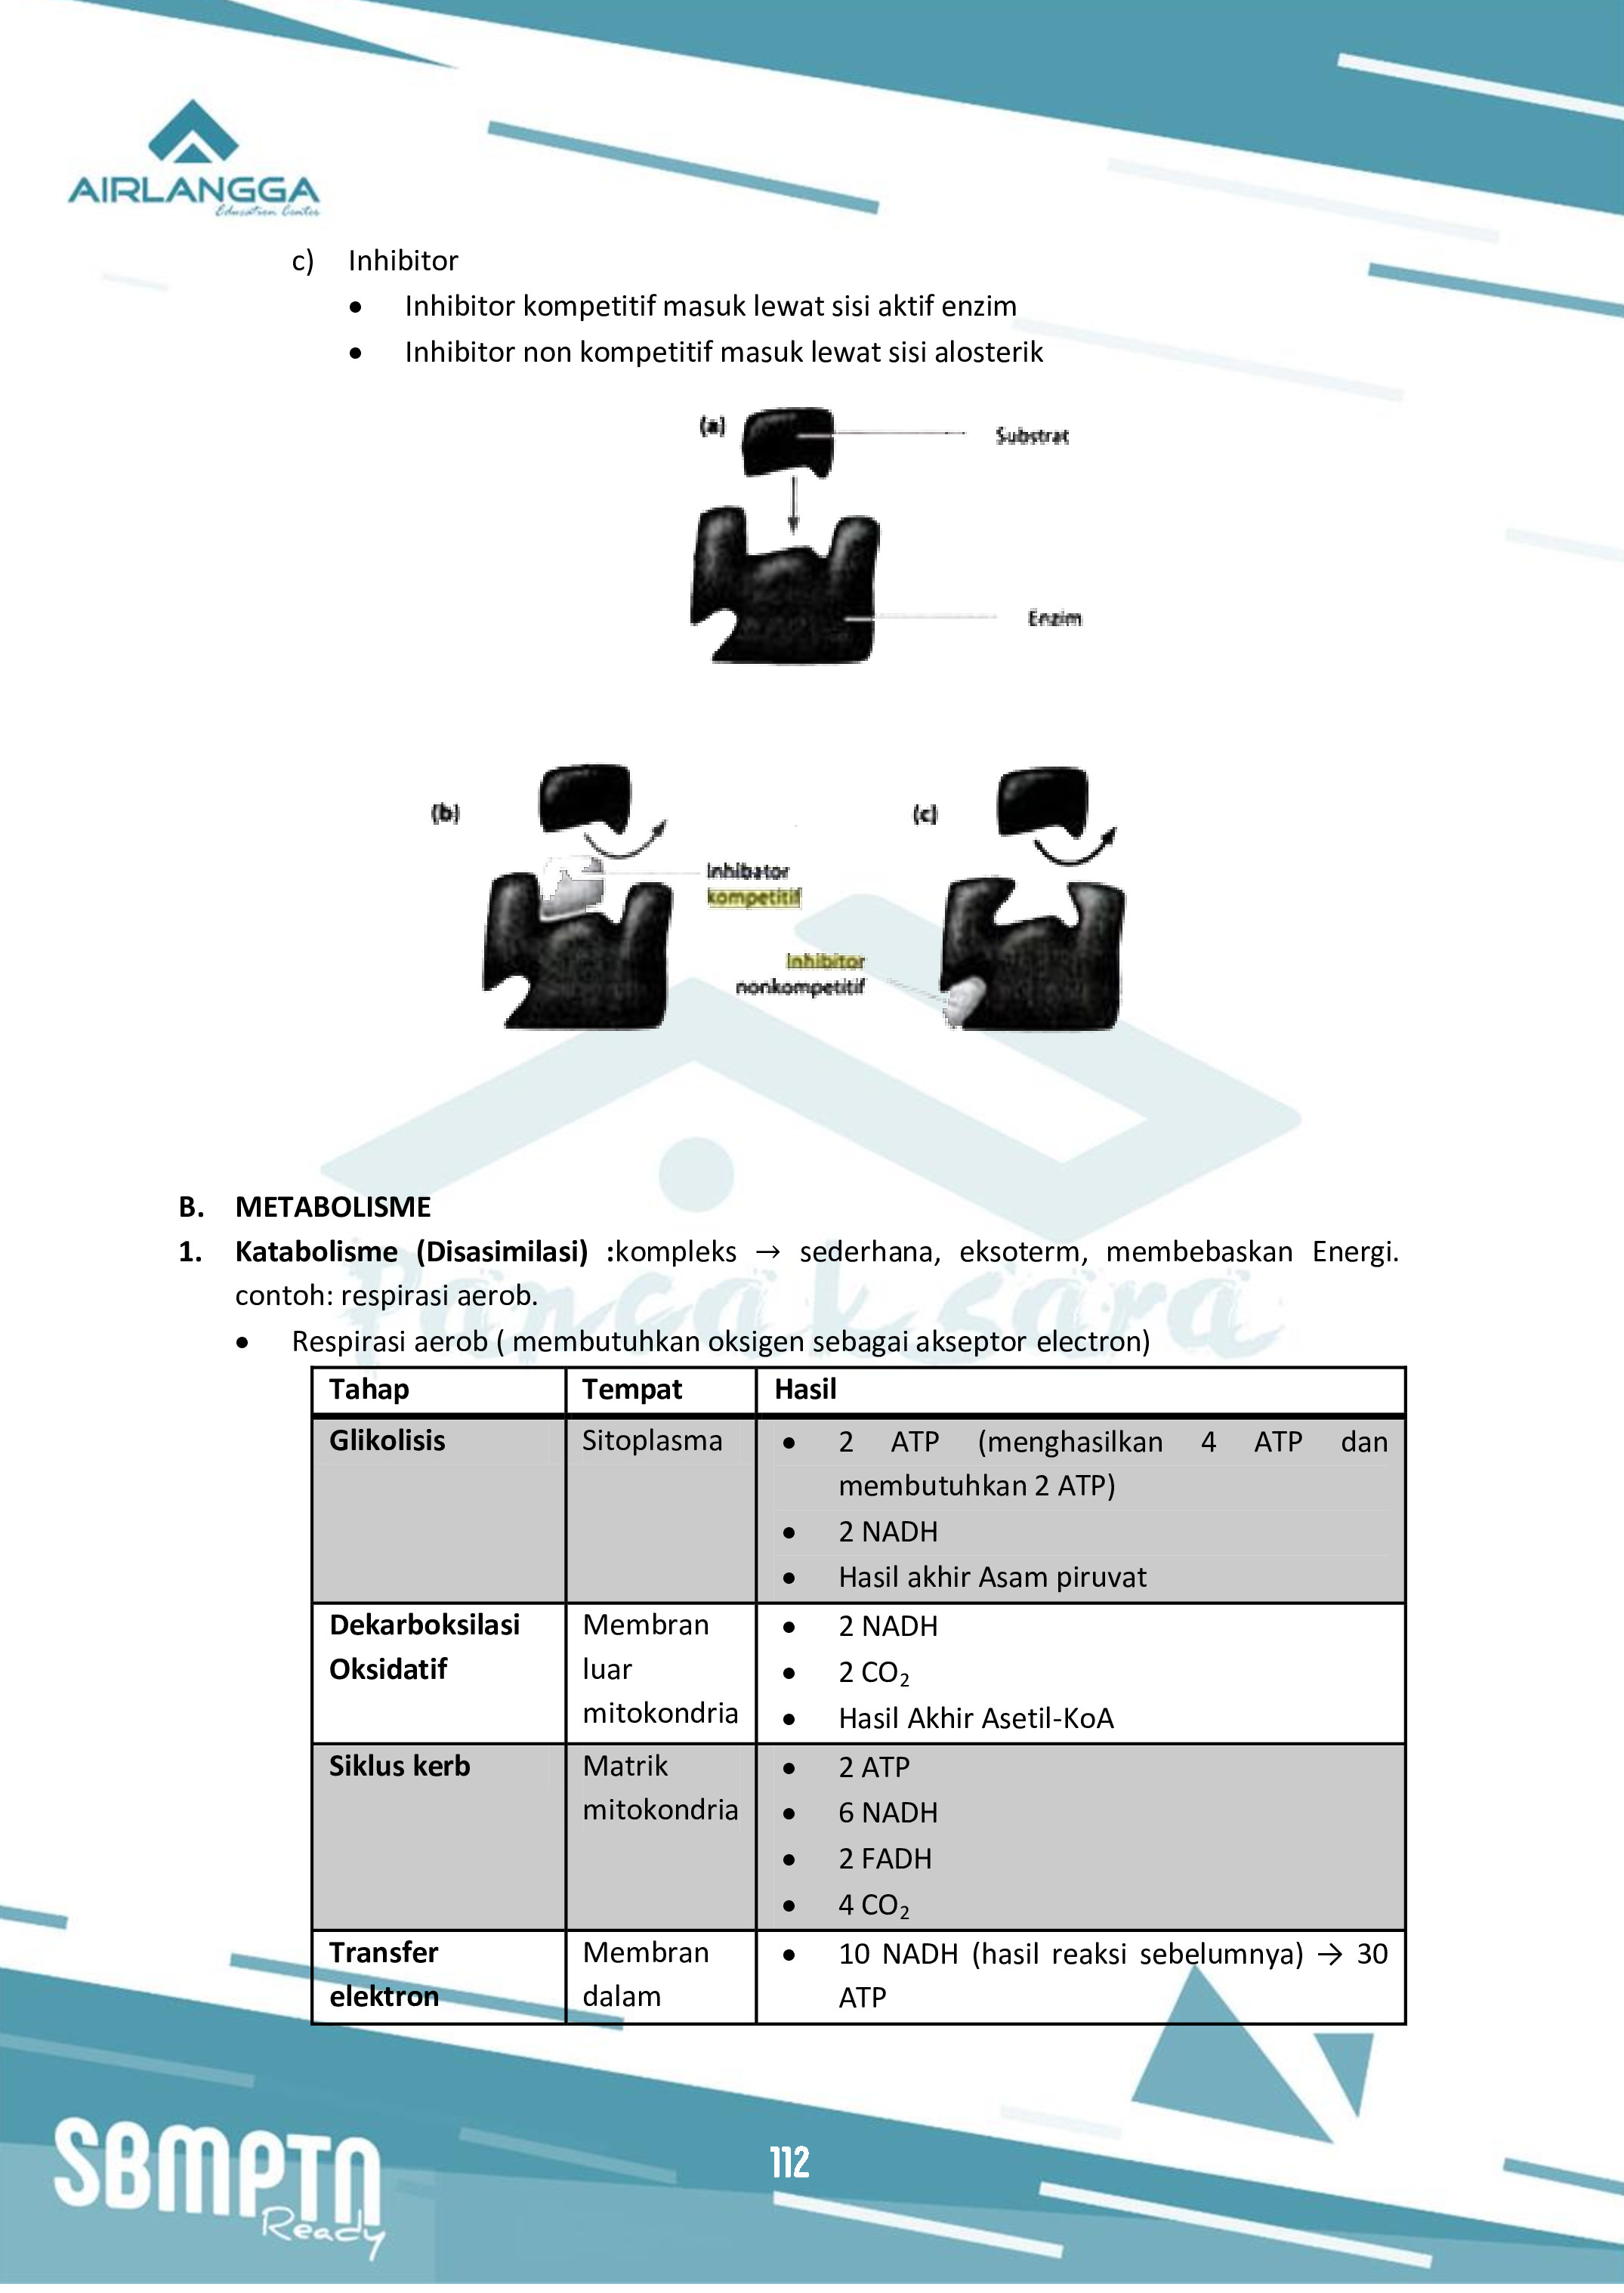 AIRLANGGA
Education Center
c) Inhibitor
• Inhibitor kompetitif masuk lewat sisi aktif enzim
• Inhibitor non kompetitif masuk lewat sisi alosterik
(a)
Substrat
Enzim
(b)
(c)
Inhibator
kompetitif
Inhibitor
nonkompetitif
Pancaksara
B. METABOLISME
1. Katabolisme (Disasimilasi) :kompleks → sederhana, eksoterm, membebaskan Energi.
contoh: respirasi aerob.
• Respirasi aerob ( membutuhkan oksigen sebagai akseptor electron)
Tahap Tempat Hasil
Glikolisis Sitoplasma • 2 ATP (menghasilkan 4 ATP dan
membutuhkan 2 ATP)
• 2 NADH
• Hasil akhir Asam piruvat
Dekarboksilasi Membran • 2 NADH
Oksidatif luar • 2 CO₂
mitokondria • Hasil Akhir Asetil-KoA
Siklus kerb Matrik • 2 ATP
mitokondria • 6 NADH
• 2 FADH
• 4 CO₂
Transfer Membran • 10 NADH (hasil reaksi sebelumnya) → 30
elektron dalam ATP
SBMPTN
Ready
112